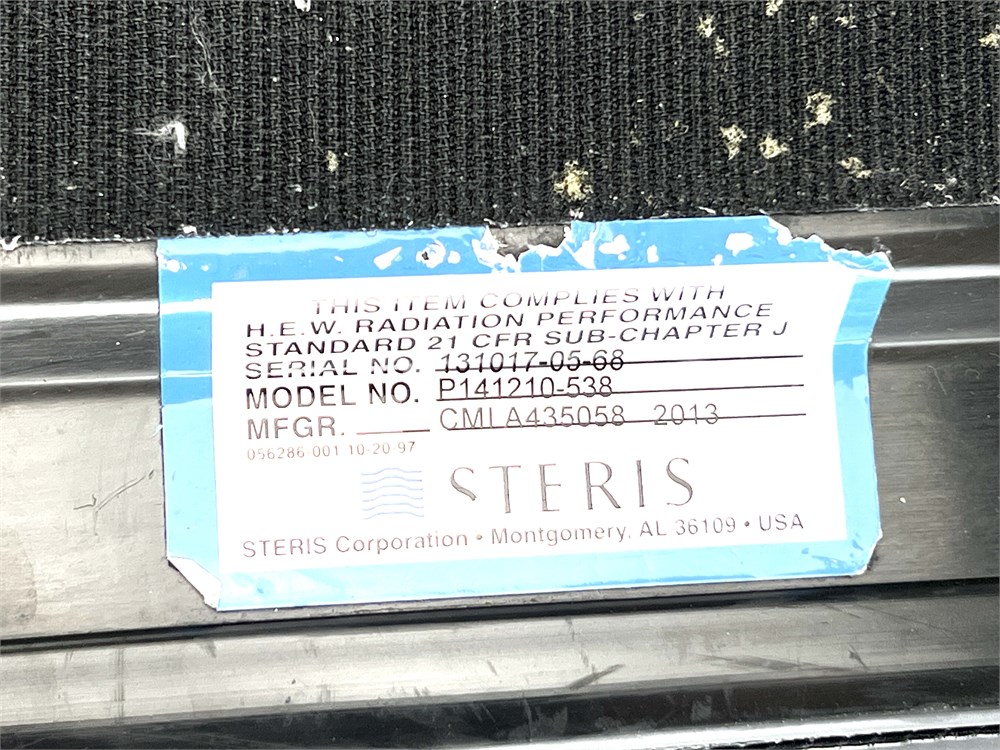 THIS ITEM COMPLIES WITH
H.E.W. RADIATION PERFORMANCE
STANDARD 21 CFR SUB-CHAPTER J
SERIAL NO. 131017-05-68
MODEL NO. P141210-538
MFGR. CMLA435058 2013
056286 001 10-20-97
STERIS
STERIS Corporation • Montgomery, AL 36109 • USA